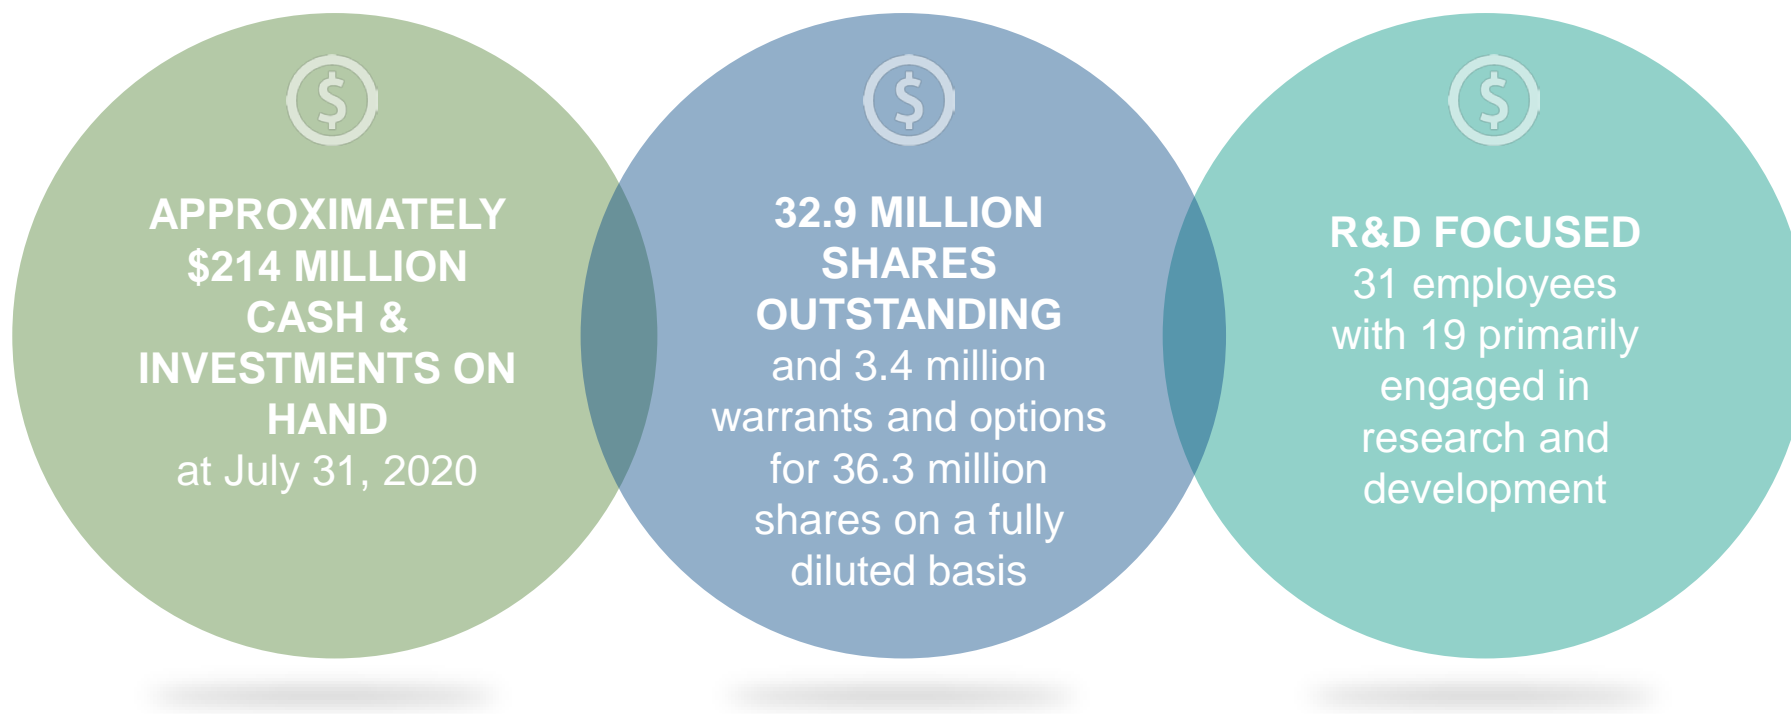 APPROXIMATELY
$214 MILLION
CASH &
INVESTMENTS ON
HAND
at July 31, 2020
32.9 MILLION
SHARES
OUTSTANDING
and 3.4 million
warrants and options
for 36.3 million
shares on a fully
diluted basis
R&D FOCUSED
31 employees
with 19 primarily
engaged in
research and
development